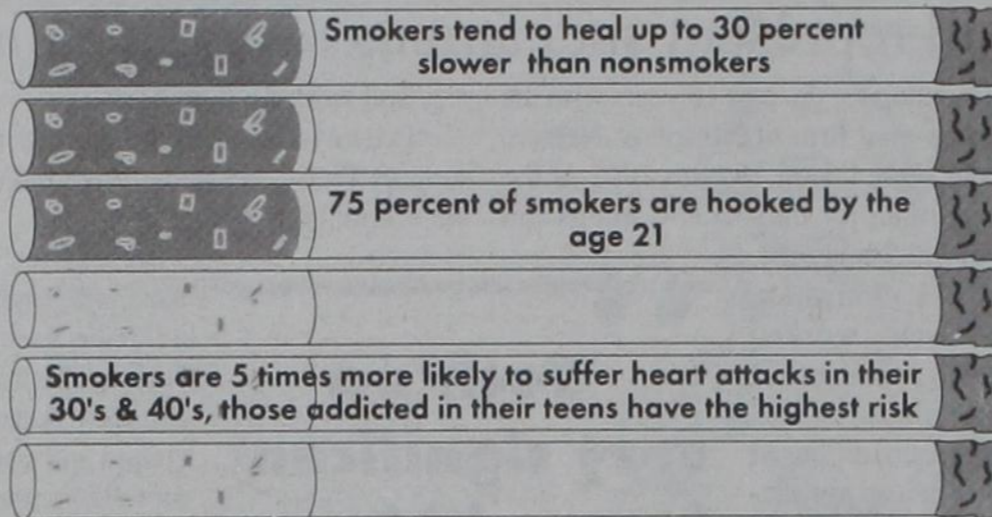 Smokers tend to heal up to 30 percent
slower than nonsmokers
75 percent of smokers are hooked by the
age 21
Smokers are 5 times more likely to suffer heart attacks in their
30's & 40's, those addicted in their teens have the highest risk